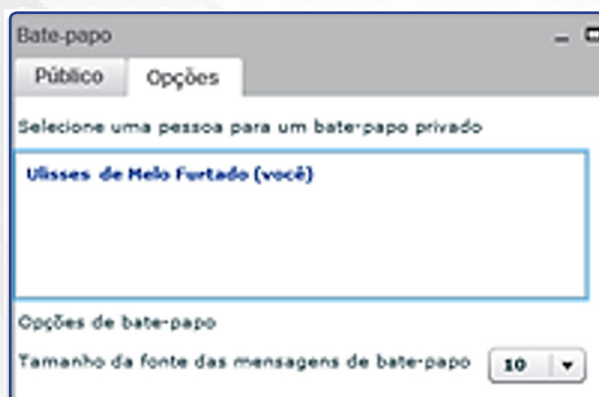 Bate-papo
Público Opções
Selecione uma pessoa para um bate-papo privado
Ulisses de Melo Furtado (você)
Opções de bate-papo
Tamanho da fonte das mensagens de bate-papo 10